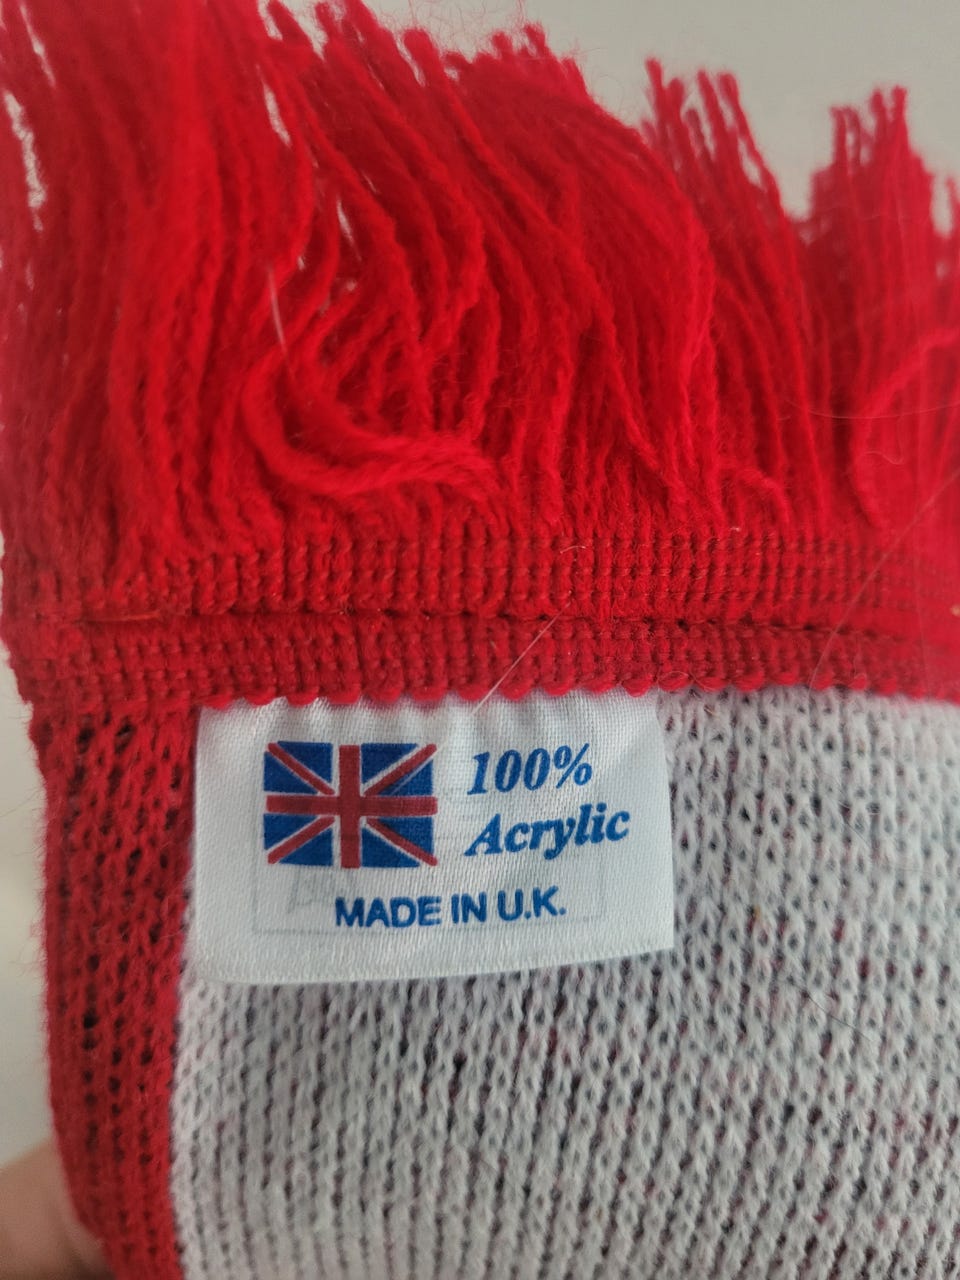 100%
Acrylic
MADE IN U.K.